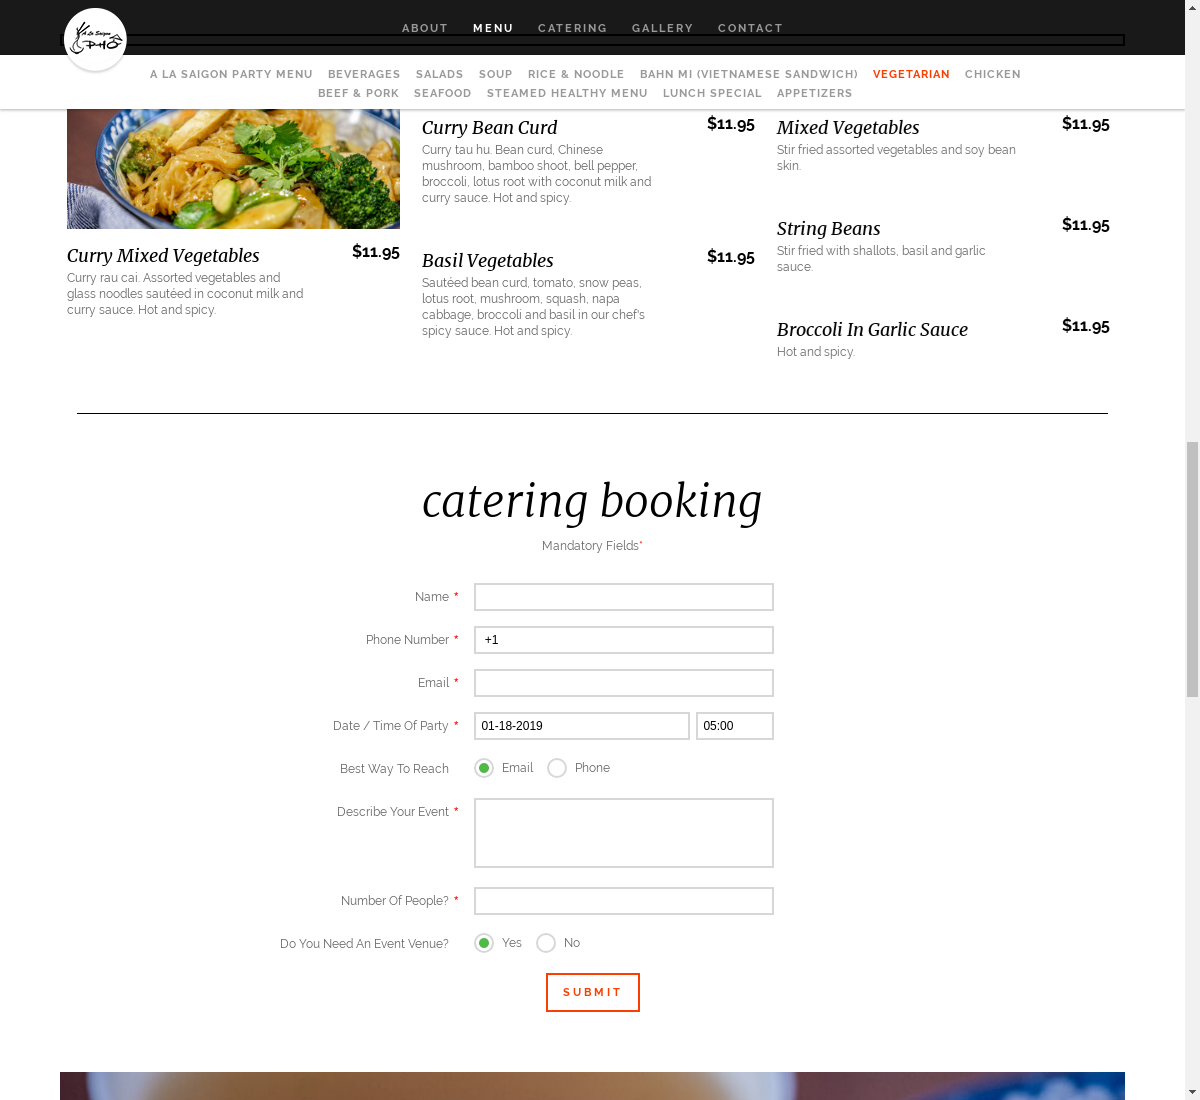 ABOUT MENU CATERING GALLERY CONTACT
A La Saigon
PHO
A LA SAIGON PARTY MENU BEVERAGES SALADS SOUP RICE & NOODLE BAHN MI (VIETNAMESE SANDWICH) VEGETARIAN CHICKEN
BEEF & PORK SEAFOOD STEAMED HEALTHY MENU LUNCH SPECIAL APPETIZERS
Curry Mixed Vegetables $11.95
Curry rau cai. Assorted vegetables and
glass noodles sautéed in coconut milk and
curry sauce. Hot and spicy.
Curry Bean Curd $11.95
Curry tau hu. Bean curd, Chinese
mushroom, bamboo shoot, bell pepper,
broccoli, lotus root with coconut milk and
curry sauce. Hot and spicy.
Basil Vegetables $11.95
Sautéed bean curd, tomato, snow peas,
lotus root, mushroom, squash, napa
cabbage, broccoli and basil in our chef's
spicy sauce. Hot and spicy.
Mixed Vegetables $11.95
Stir fried assorted vegetables and soy bean
skin.
String Beans $11.95
Stir fried with shallots, basil and garlic
sauce.
Broccoli In Garlic Sauce $11.95
Hot and spicy.
catering booking
Mandatory Fields*
Name *
Phone Number * +1
Email *
Date / Time Of Party * 01-18-2019 05:00
Best Way To Reach Email Phone
Describe Your Event *
Number Of People? *
Do You Need An Event Venue? Yes No
SUBMIT